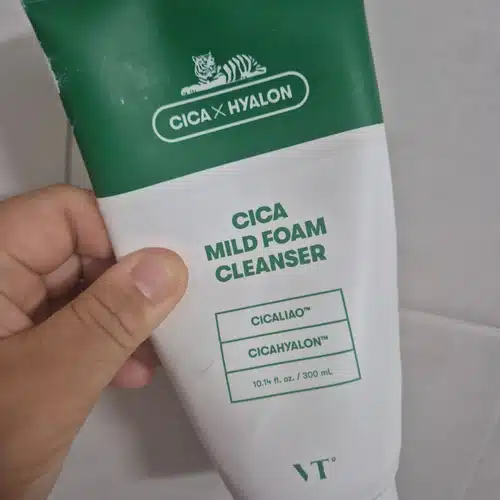 CICA X HYALON
CICA
MILD FOAM
CLEANSER
CICALIAO™
CICAHYALON™
10.14 fl. oz. / 300 mL
VT°